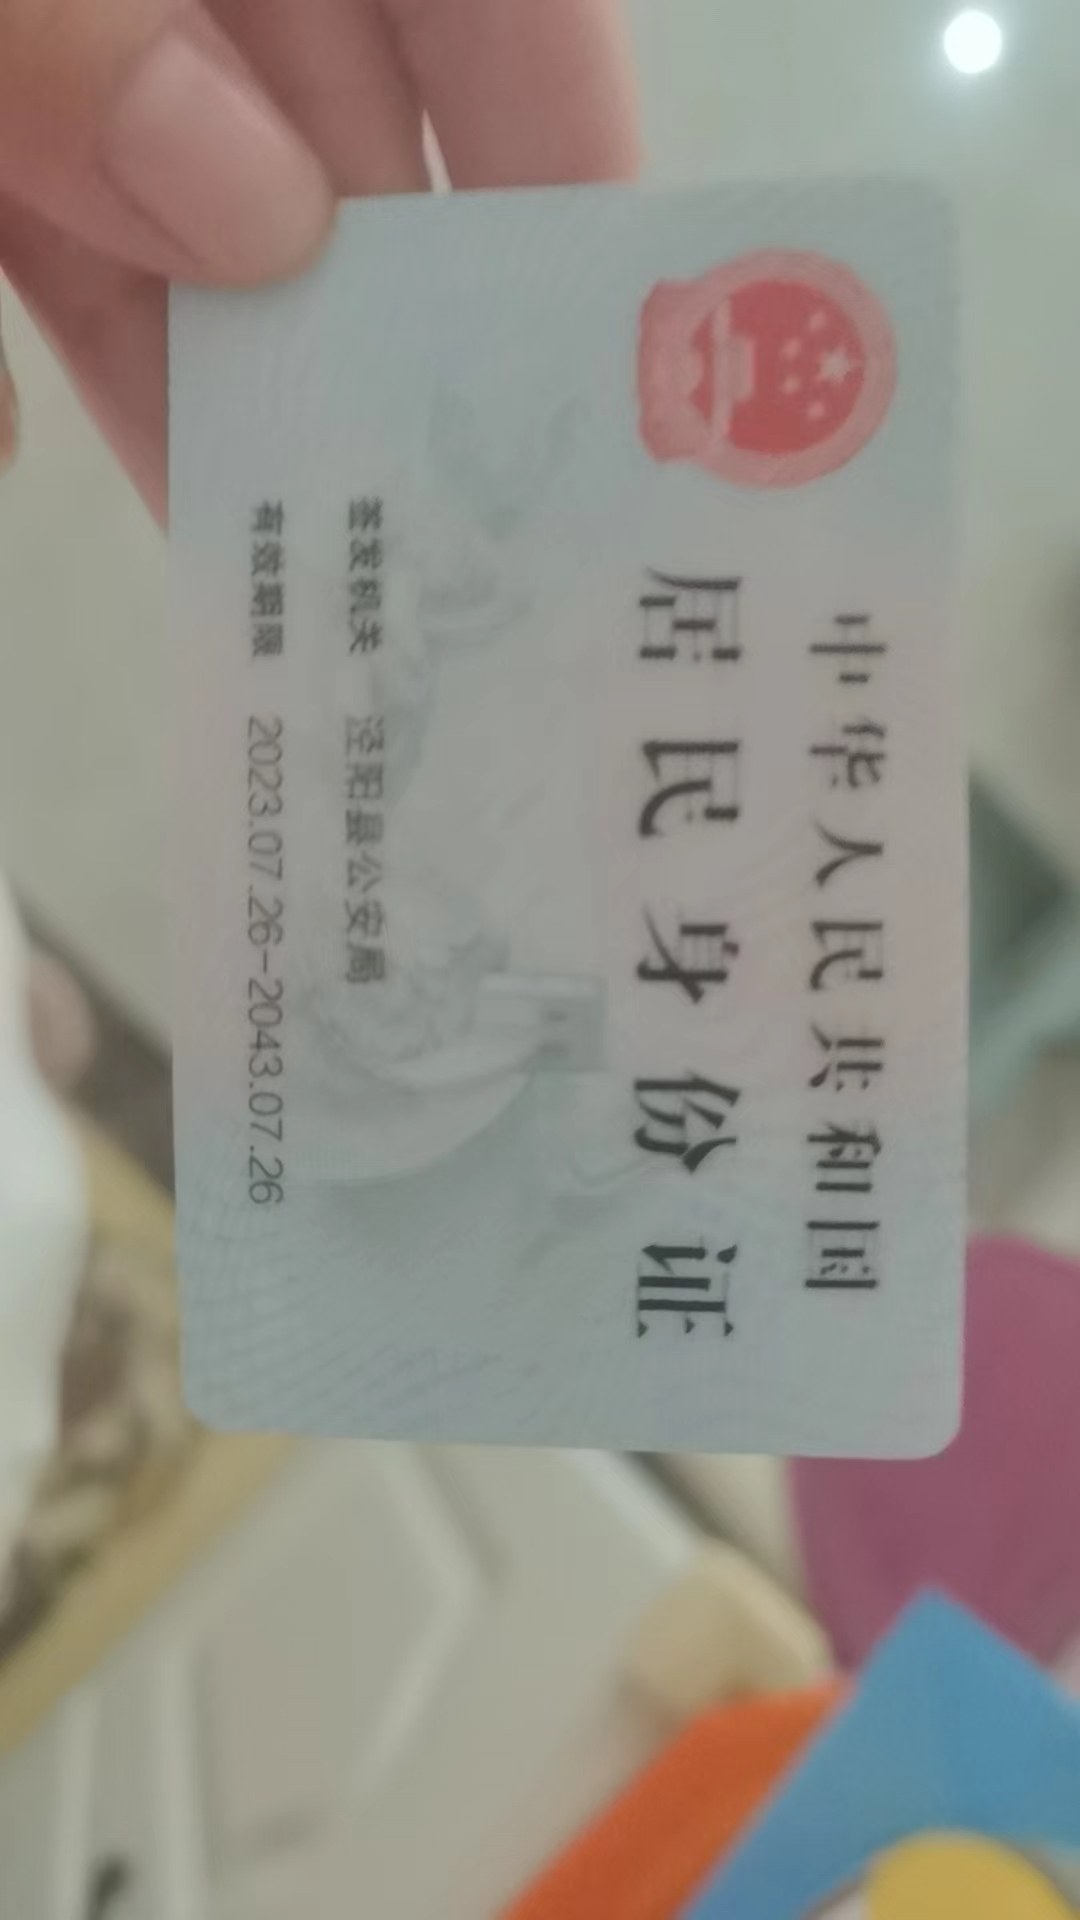 中华人民共和国
居民身份证
签发机关 泾阳县公安局
有效期限 2023.07.26-2043.07.26